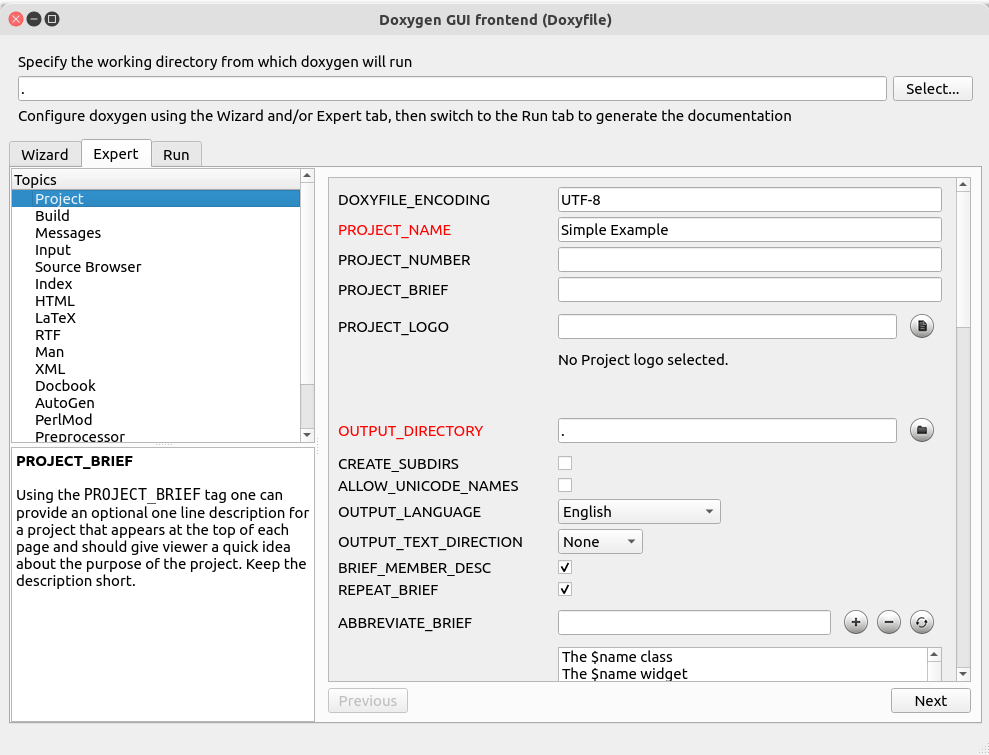 Doxygen GUI frontend (Doxyfile)
Specify the working directory from which doxygen will run
.
Select...
Configure doxygen using the Wizard and/or Expert tab, then switch to the Run tab to generate the documentation
Wizard
Expert
Run
Topics
Project
Build
Messages
Input
Source Browser
Index
HTML
LaTeX
RTF
Man
XML
Docbook
AutoGen
PerlMod
Preprocessor
PROJECT_BRIEF
Using the PROJECT_BRIEF tag one can
provide an optional one line description for
a project that appears at the top of each
page and should give viewer a quick idea
about the purpose of the project. Keep the
description short.
DOXYFILE_ENCODING
UTF-8
PROJECT_NAME
Simple Example
PROJECT_NUMBER
PROJECT_BRIEF
PROJECT_LOGO
No Project logo selected.
OUTPUT_DIRECTORY
.
CREATE_SUBDIRS
ALLOW_UNICODE_NAMES
OUTPUT_LANGUAGE
English
OUTPUT_TEXT_DIRECTION
None
BRIEF_MEMBER_DESC
REPEAT_BRIEF
ABBREVIATE_BRIEF
The $name class
The $name widget
Previous
Next